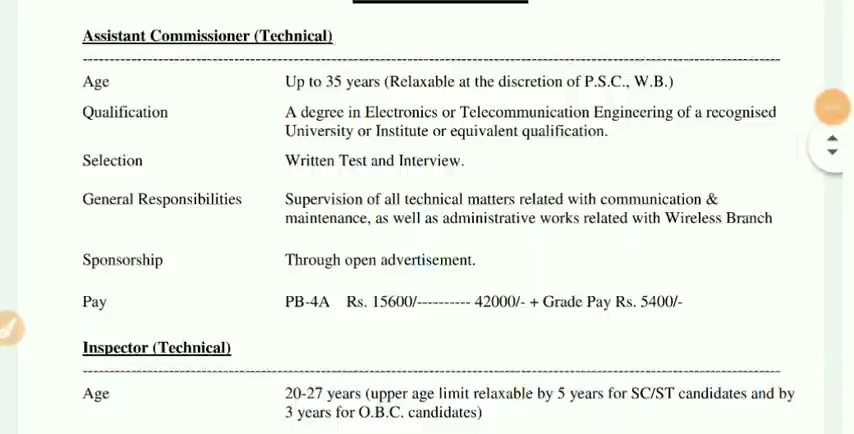 Assistant Commissioner (Technical)
--------------------------------------------------------------------------------------------------------------------------------------------
Age Up to 35 years (Relaxable at the discretion of P.S.C., W.B.)
Qualification A degree in Electronics or Telecommunication Engineering of a recognised
University or Institute or equivalent qualification.
Selection Written Test and Interview.
General Responsibilities Supervision of all technical matters related with communication &
maintenance, as well as administrative works related with Wireless Branch
Sponsorship Through open advertisement.
Pay PB-4A Rs. 15600/---------- 42000/- + Grade Pay Rs. 5400/-
Inspector (Technical)
--------------------------------------------------------------------------------------------------------------------------------------------
Age 20-27 years (upper age limit relaxable by 5 years for SC/ST candidates and by
3 years for O.B.C. candidates)